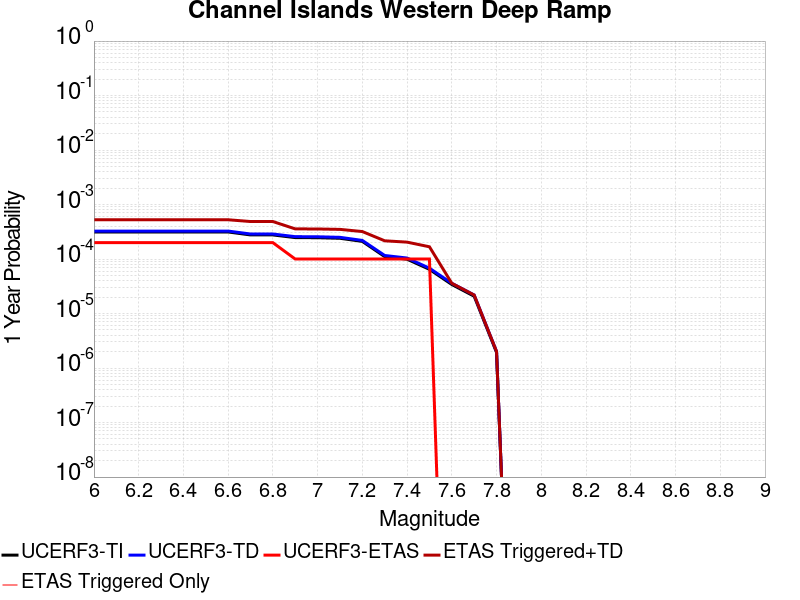 Channel Islands Western Deep Ramp
1 Year Probability
10^0
10^-1
10^-2
10^-3
10^-4
10^-5
10^-6
10^-7
10^-8
6 6.2 6.4 6.6 6.8 7 7.2 7.4 7.6 7.8 8 8.2 8.4 8.6 8.8 9
Magnitude
UCERF3-TI UCERF3-TD UCERF3-ETAS ETAS Triggered+TD
ETAS Triggered Only